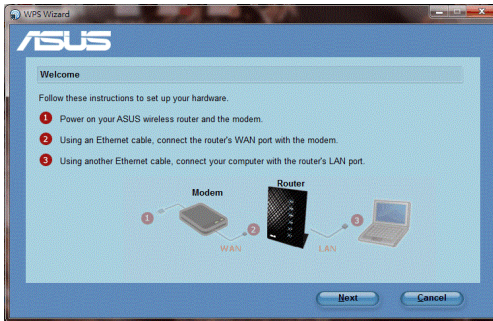 WPS Wizard
ASUS
Welcome
Follow these instructions to set up your hardware.
1 Power on your ASUS wireless router and the modem.
2 Using an Ethernet cable, connect the router's WAN port with the modem.
3 Using another Ethernet cable, connect your computer with the router's LAN port.
Modem
Router
1
2
3
WAN
LAN
Next
Cancel